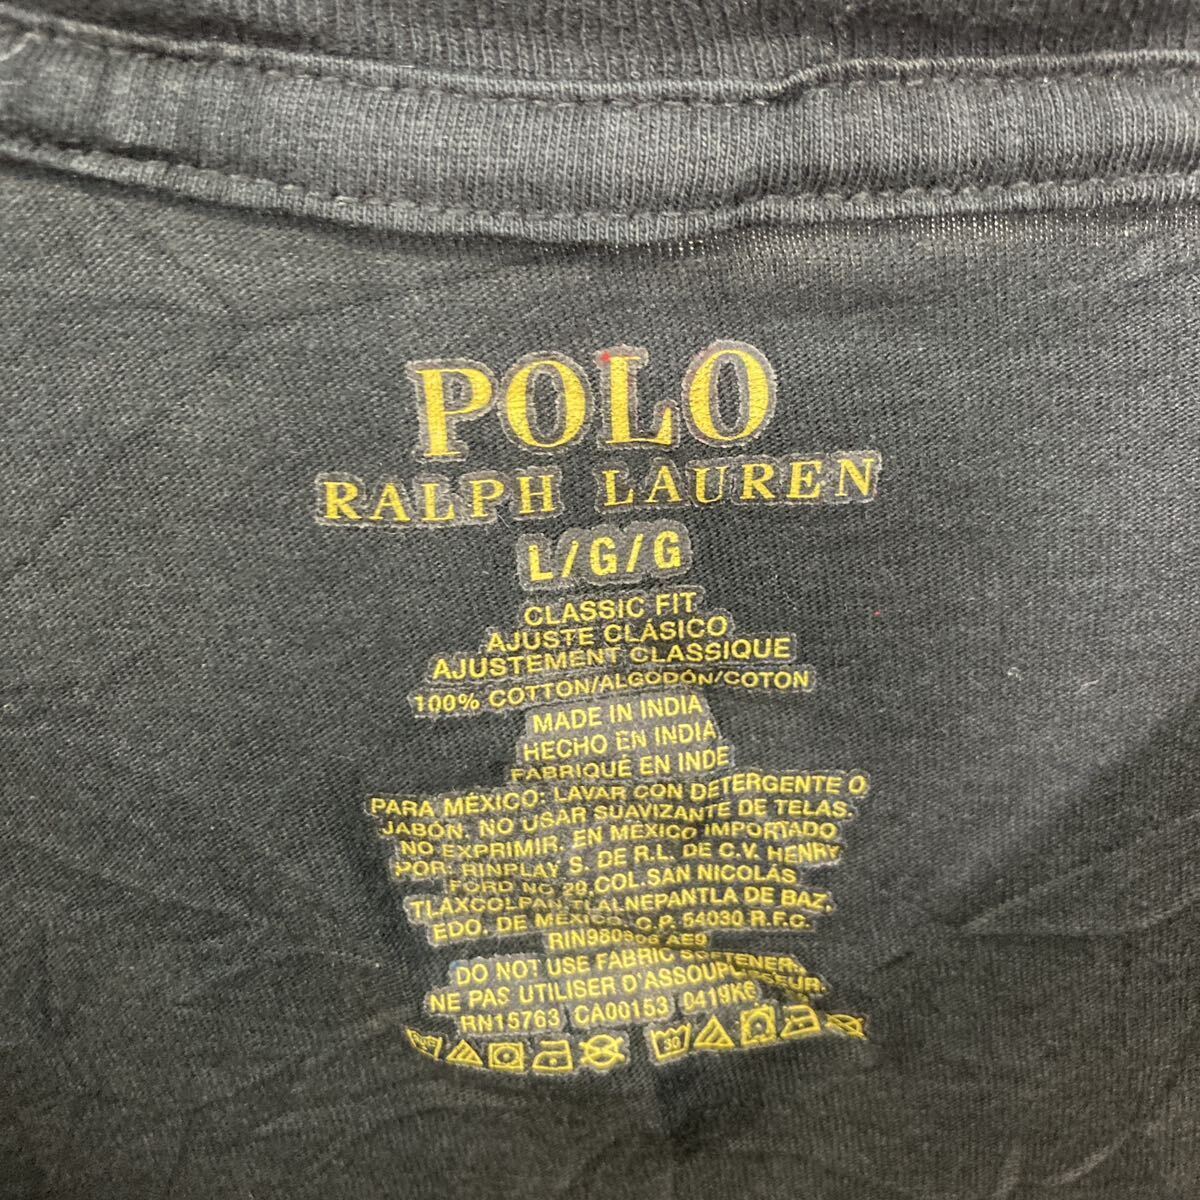 POLO
RALPH LAUREN
L/G/G
CLASSIC FIT
AJUSTE CLÁSICO
AJUSTEMENT CLASSIQUE
100% COTTON/ALGODÓN/COTON
MADE IN INDIA
HECHO EN INDIA
FABRIQUÉ EN INDE
PARA MÉXICO: LAVAR CON DETERGENTE O
JABÓN. NO USAR SUAVIZANTE DE TELAS.
NO EXPRIMIR. EN MÉXICO IMPORTADO
POR: RINPLAY S. DE R.L. DE C.V. HENRY
FORD NO 29,COL.SAN NICOLÁS
TLAXCOLPAN,TLALNEPANTLA DE BAZ,
EDO. DE MÉXICO. C.P. 54030 R.F.C.
AE9
DO NOT USE FABRIC SOFTENER.
NE PAS UTILISER D'ASSOUPLISSEUR.
RN15763 CA00153 0419K6
30